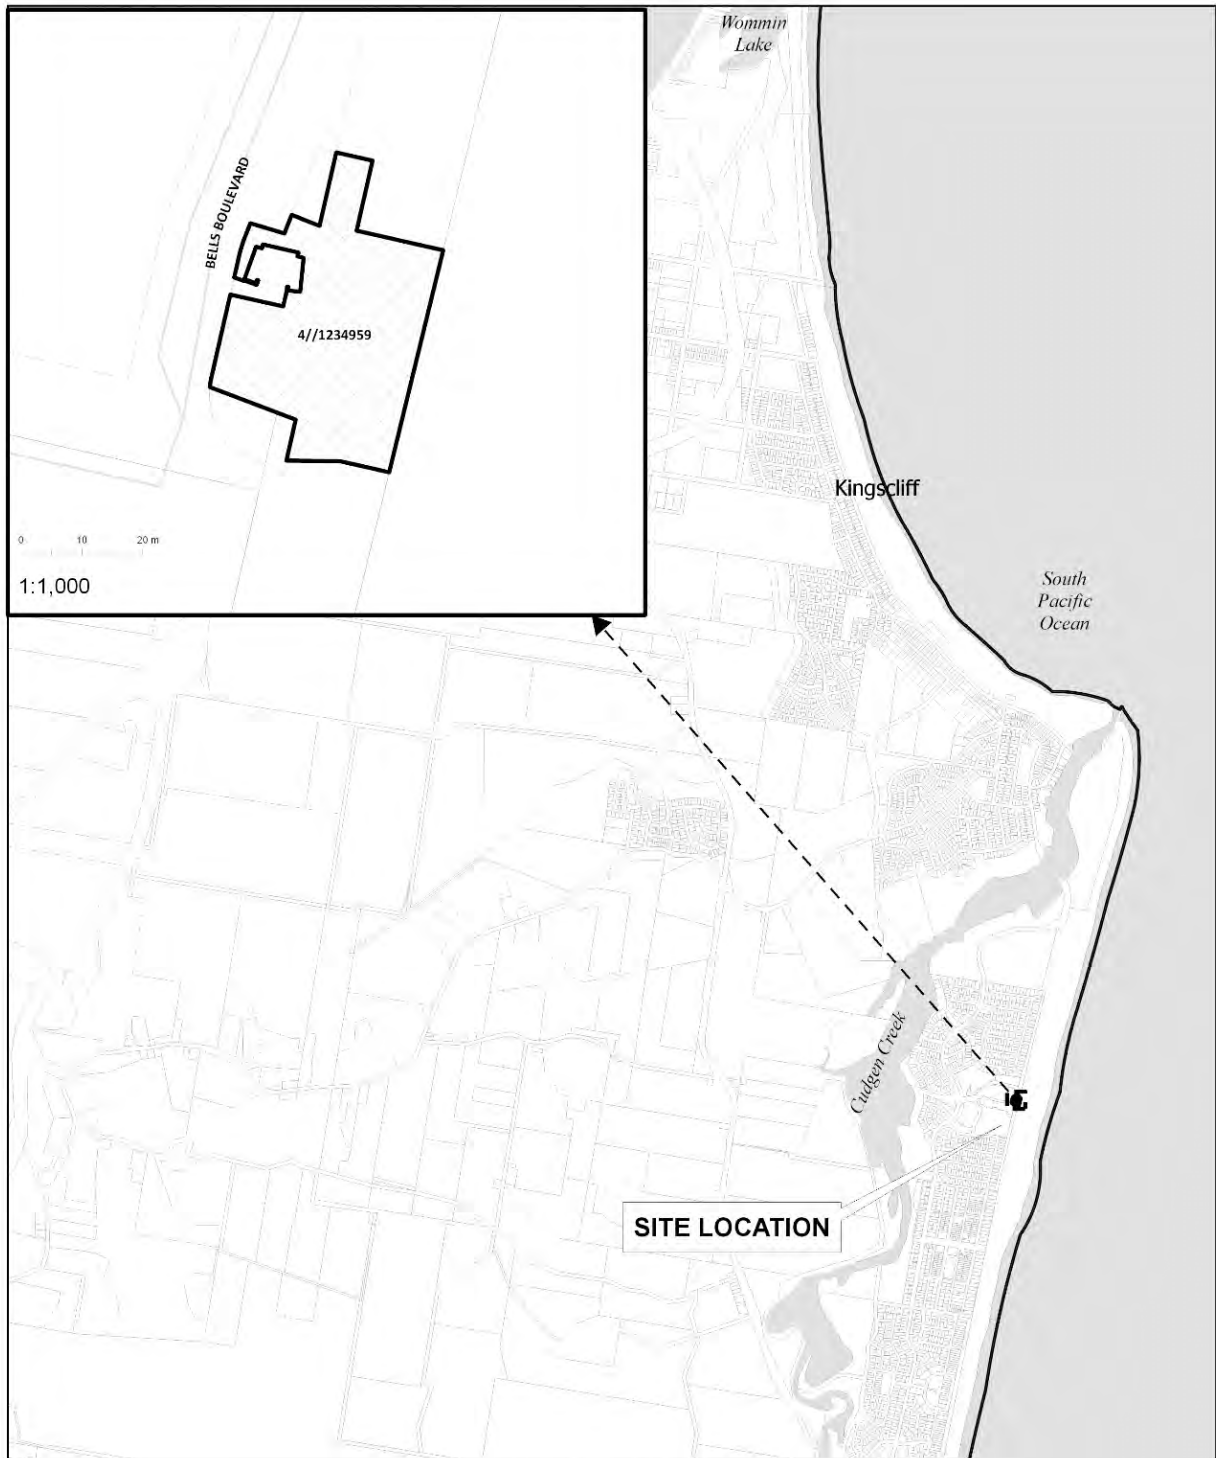 Wommin
Lake
BELLS BOULEVARD
4//1234959
0 10 20 m
1:1,000
Kingscliff
South
Pacific
Ocean
Cudgen Creek
SITE LOCATION